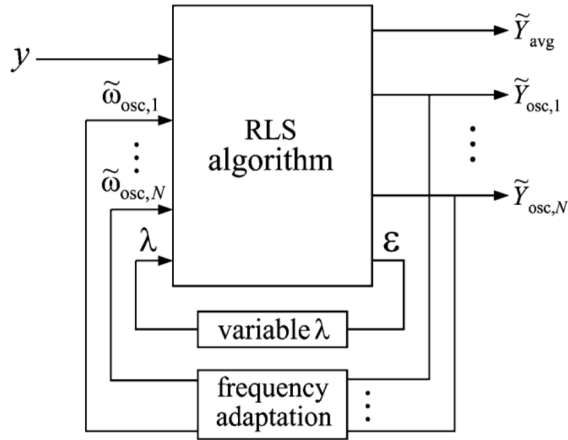 y
ω̃osc,1
⋮
ω̃osc,N
λ
RLS
algorithm
ε
Ỹavg
Ỹosc,1
⋮
Ỹosc,N
variable λ
frequency
adaptation
⋮